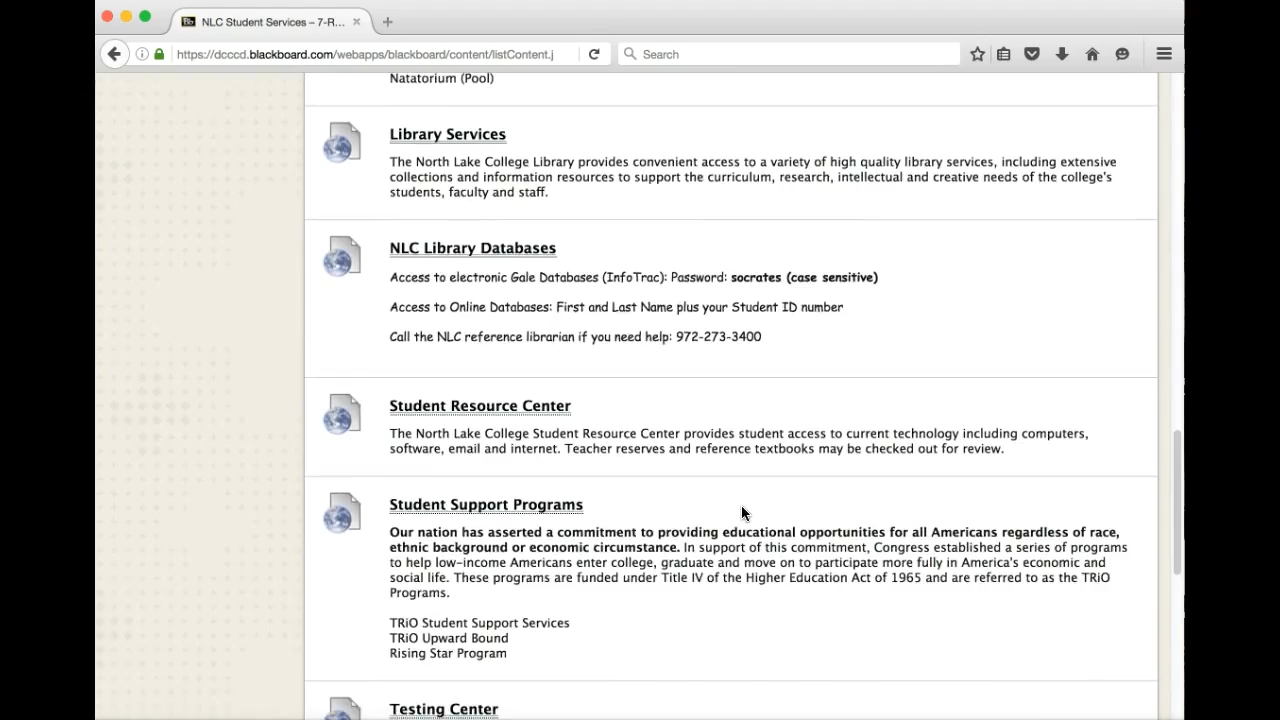 NLC Student Services – 7-R...
https://dcccd.blackboard.com/webapps/blackboard/content/listContent.j
Search
Natatorium (Pool)
Library Services
The North Lake College Library provides convenient access to a variety of high quality library services, including extensive
collections and information resources to support the curriculum, research, intellectual and creative needs of the college's
students, faculty and staff.
NLC Library Databases
Access to electronic Gale Databases (InfoTrac): Password: socrates (case sensitive)
Access to Online Databases: First and Last Name plus your Student ID number
Call the NLC reference librarian if you need help: 972-273-3400
Student Resource Center
The North Lake College Student Resource Center provides student access to current technology including computers,
software, email and internet. Teacher reserves and reference textbooks may be checked out for review.
Student Support Programs
Our nation has asserted a commitment to providing educational opportunities for all Americans regardless of race,
ethnic background or economic circumstance. In support of this commitment, Congress established a series of programs
to help low-income Americans enter college, graduate and move on to participate more fully in America's economic and
social life. These programs are funded under Title IV of the Higher Education Act of 1965 and are referred to as the TRiO
Programs.
TRiO Student Support Services
TRiO Upward Bound
Rising Star Program
Testing Center